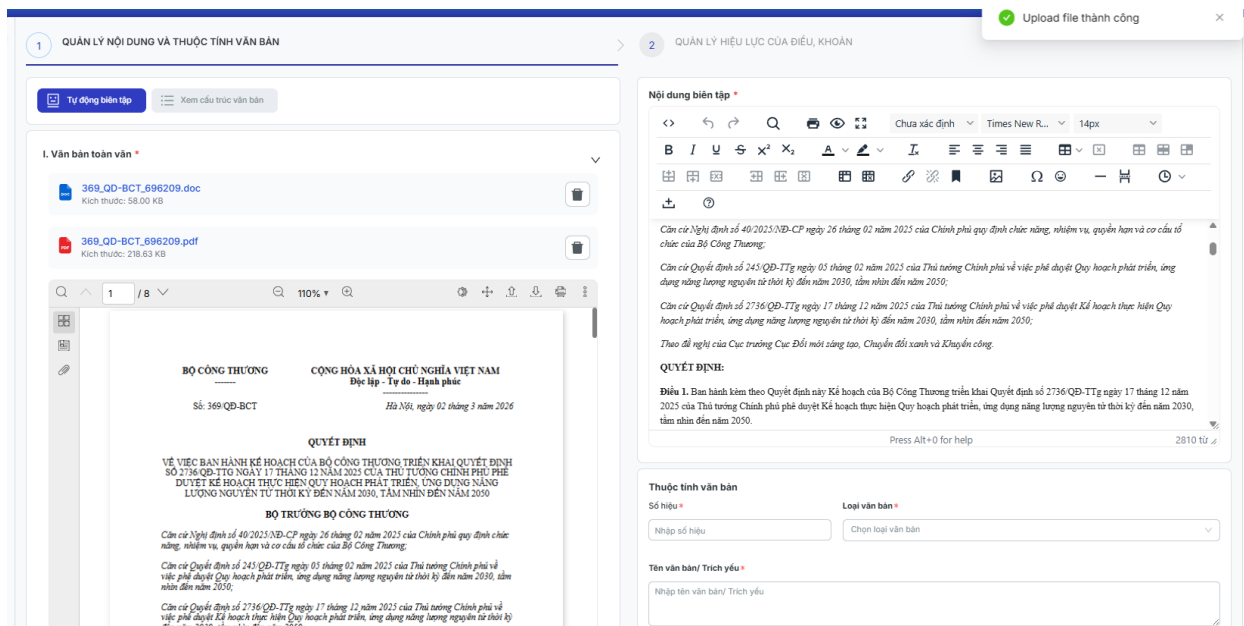 Upload file thành công
1 QUẢN LÝ NỘI DUNG VÀ THUỘC TÍNH VĂN BẢN
2 QUẢN LÝ HIỆU LỰC CỦA ĐIỀU, KHOẢN
Tự động biên tập
Xem cấu trúc văn bản
I. Văn bản toàn văn *
369_QD-BCT_696209.doc
Kích thước: 58.00 KB
369_QD-BCT_696209.pdf
Kích thước: 218.63 KB
1 / 8
110%
BỘ CÔNG THƯƠNG
-------
CỘNG HÒA XÃ HỘI CHỦ NGHĨA VIỆT NAM
Độc lập - Tự do - Hạnh phúc
---------------
Số: 369/QĐ-BCT
Hà Nội, ngày 02 tháng 3 năm 2026
QUYẾT ĐỊNH
VỀ VIỆC BAN HÀNH KẾ HOẠCH CỦA BỘ CÔNG THƯƠNG TRIỂN KHAI QUYẾT ĐỊNH
SỐ 2736/QĐ-TTG NGÀY 17 THÁNG 12 NĂM 2025 CỦA THỦ TƯỚNG CHÍNH PHỦ PHÊ
DUYỆT KẾ HOẠCH THỰC HIỆN QUY HOẠCH PHÁT TRIỂN, ỨNG DỤNG NĂNG
LƯỢNG NGUYÊN TỬ THỜI KỲ ĐẾN NĂM 2030, TẦM NHÌN ĐẾN NĂM 2050
BỘ TRƯỞNG BỘ CÔNG THƯƠNG
Căn cứ Nghị định số 40/2025/NĐ-CP ngày 26 tháng 02 năm 2025 của Chính phủ quy định chức
năng, nhiệm vụ, quyền hạn và cơ cấu tổ chức của Bộ Công Thương;
Căn cứ Quyết định số 245/QĐ-TTg ngày 05 tháng 02 năm 2025 của Thủ tướng Chính phủ về
việc phê duyệt Quy hoạch phát triển, ứng dụng năng lượng nguyên tử thời kỳ đến năm 2030, tầm
nhìn đến năm 2050;
Căn cứ Quyết định số 2736/QĐ-TTg ngày 17 tháng 12 năm 2025 của Thủ tướng Chính phủ về
việc phê duyệt Kế hoạch thực hiện Quy hoạch phát triển, ứng dụng năng lượng nguyên tử thời kỳ
Nội dung biên tập *
Chưa xác định
Times New R...
14px
Căn cứ Nghị định số 40/2025/NĐ-CP ngày 26 tháng 02 năm 2025 của Chính phủ quy định chức năng, nhiệm vụ, quyền hạn và cơ cấu tổ
chức của Bộ Công Thương;
Căn cứ Quyết định số 245/QĐ-TTg ngày 05 tháng 02 năm 2025 của Thủ tướng Chính phủ về việc phê duyệt Quy hoạch phát triển, ứng
dụng năng lượng nguyên tử thời kỳ đến năm 2030, tầm nhìn đến năm 2050;
Căn cứ Quyết định số 2736/QĐ-TTg ngày 17 tháng 12 năm 2025 của Thủ tướng Chính phủ về việc phê duyệt Kế hoạch thực hiện Quy
hoạch phát triển, ứng dụng năng lượng nguyên tử thời kỳ đến năm 2030, tầm nhìn đến năm 2050;
Theo đề nghị của Cục trưởng Cục Đổi mới sáng tạo, Chuyển đổi xanh và Khuyến công.
QUYẾT ĐỊNH:
Điều 1. Ban hành kèm theo Quyết định này Kế hoạch của Bộ Công Thương triển khai Quyết định số 2736/QĐ-TTg ngày 17 tháng 12 năm
2025 của Thủ tướng Chính phủ phê duyệt Kế hoạch thực hiện Quy hoạch phát triển, ứng dụng năng lượng nguyên tử thời kỳ đến năm 2030,
tầm nhìn đến năm 2050.
Press Alt+0 for help
2810 từ
Thuộc tính văn bản
Số hiệu *
Loại văn bản *
Nhập số hiệu
Chọn loại văn bản
Tên văn bản/ Trích yếu *
Nhập tên văn bản/ Trích yếu